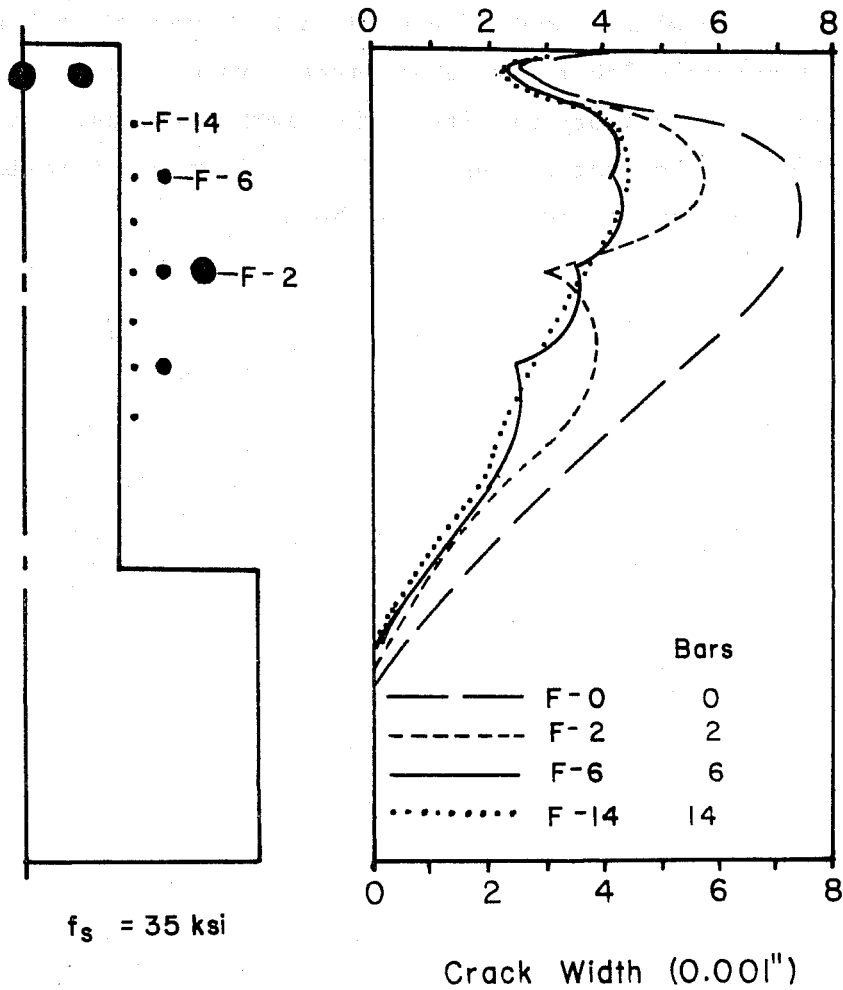 0 2 4 6 8
F-14
F-6
F-2
Bars
F-0 0
F-2 2
F-6 6
F-14 14
0 2 4 6 8
fs = 35 ksi
Crack Width (0.001")